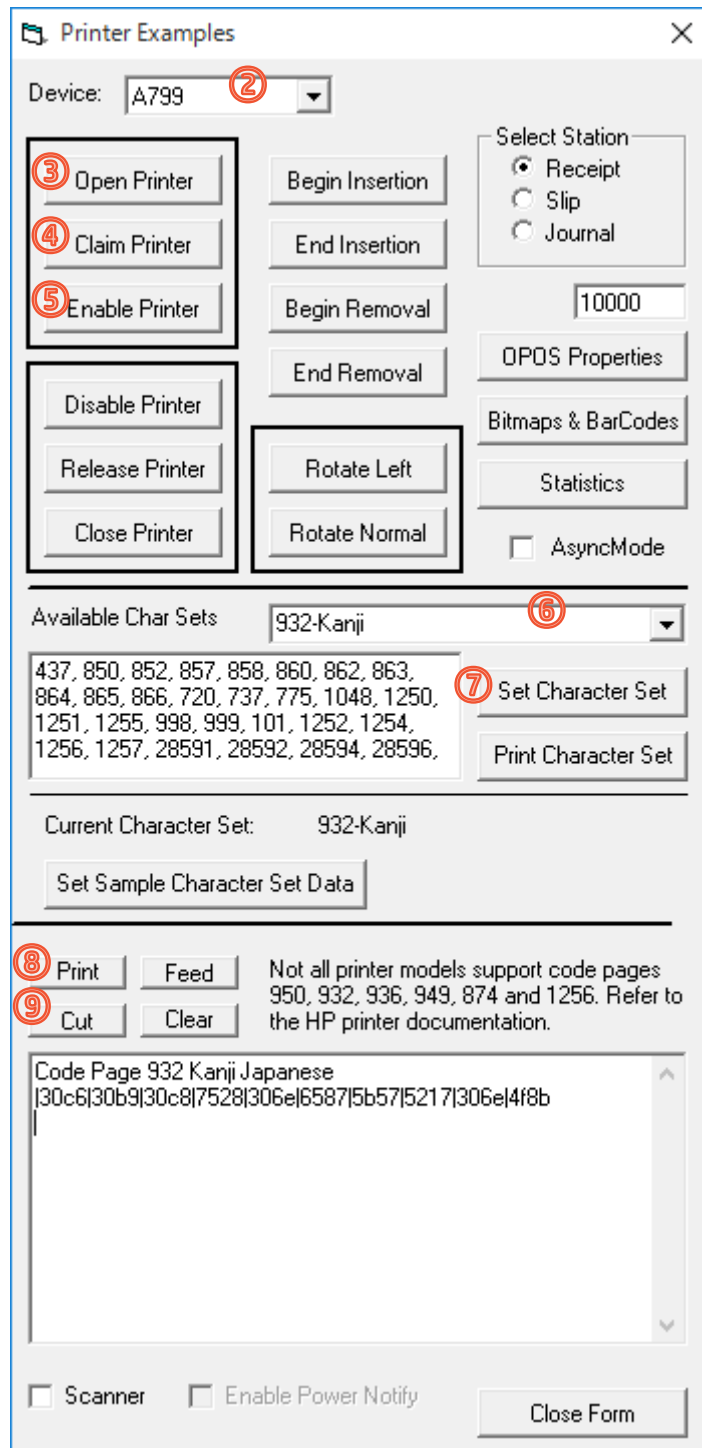 Printer Examples
Device: A799 ②
③ Open Printer
④ Claim Printer
⑤ Enable Printer
Begin Insertion
End Insertion
Begin Removal
End Removal
Select Station
Receipt
Slip
Journal
10000
OPOS Properties
Bitmaps & BarCodes
Statistics
AsyncMode
Disable Printer
Release Printer
Close Printer
Rotate Left
Rotate Normal
Available Char Sets
932-Kanji ⑥
437, 850, 852, 857, 858, 860, 862, 863,
864, 865, 866, 720, 737, 775, 1048, 1250,
1251, 1255, 998, 999, 101, 1252, 1254,
1256, 1257, 28591, 28592, 28594, 28596,
⑦ Set Character Set
Print Character Set
Current Character Set: 932-Kanji
Set Sample Character Set Data
⑧ Print
Feed
⑨ Cut
Clear
Not all printer models support code pages
950, 932, 936, 949, 874 and 1256. Refer to
the HP printer documentation.
Code Page 932 Kanji Japanese
|30c6|30b9|30c8|7528|306e|6587|5b57|5217|306e|4f8b
Scanner
Enable Power Notify
Close Form